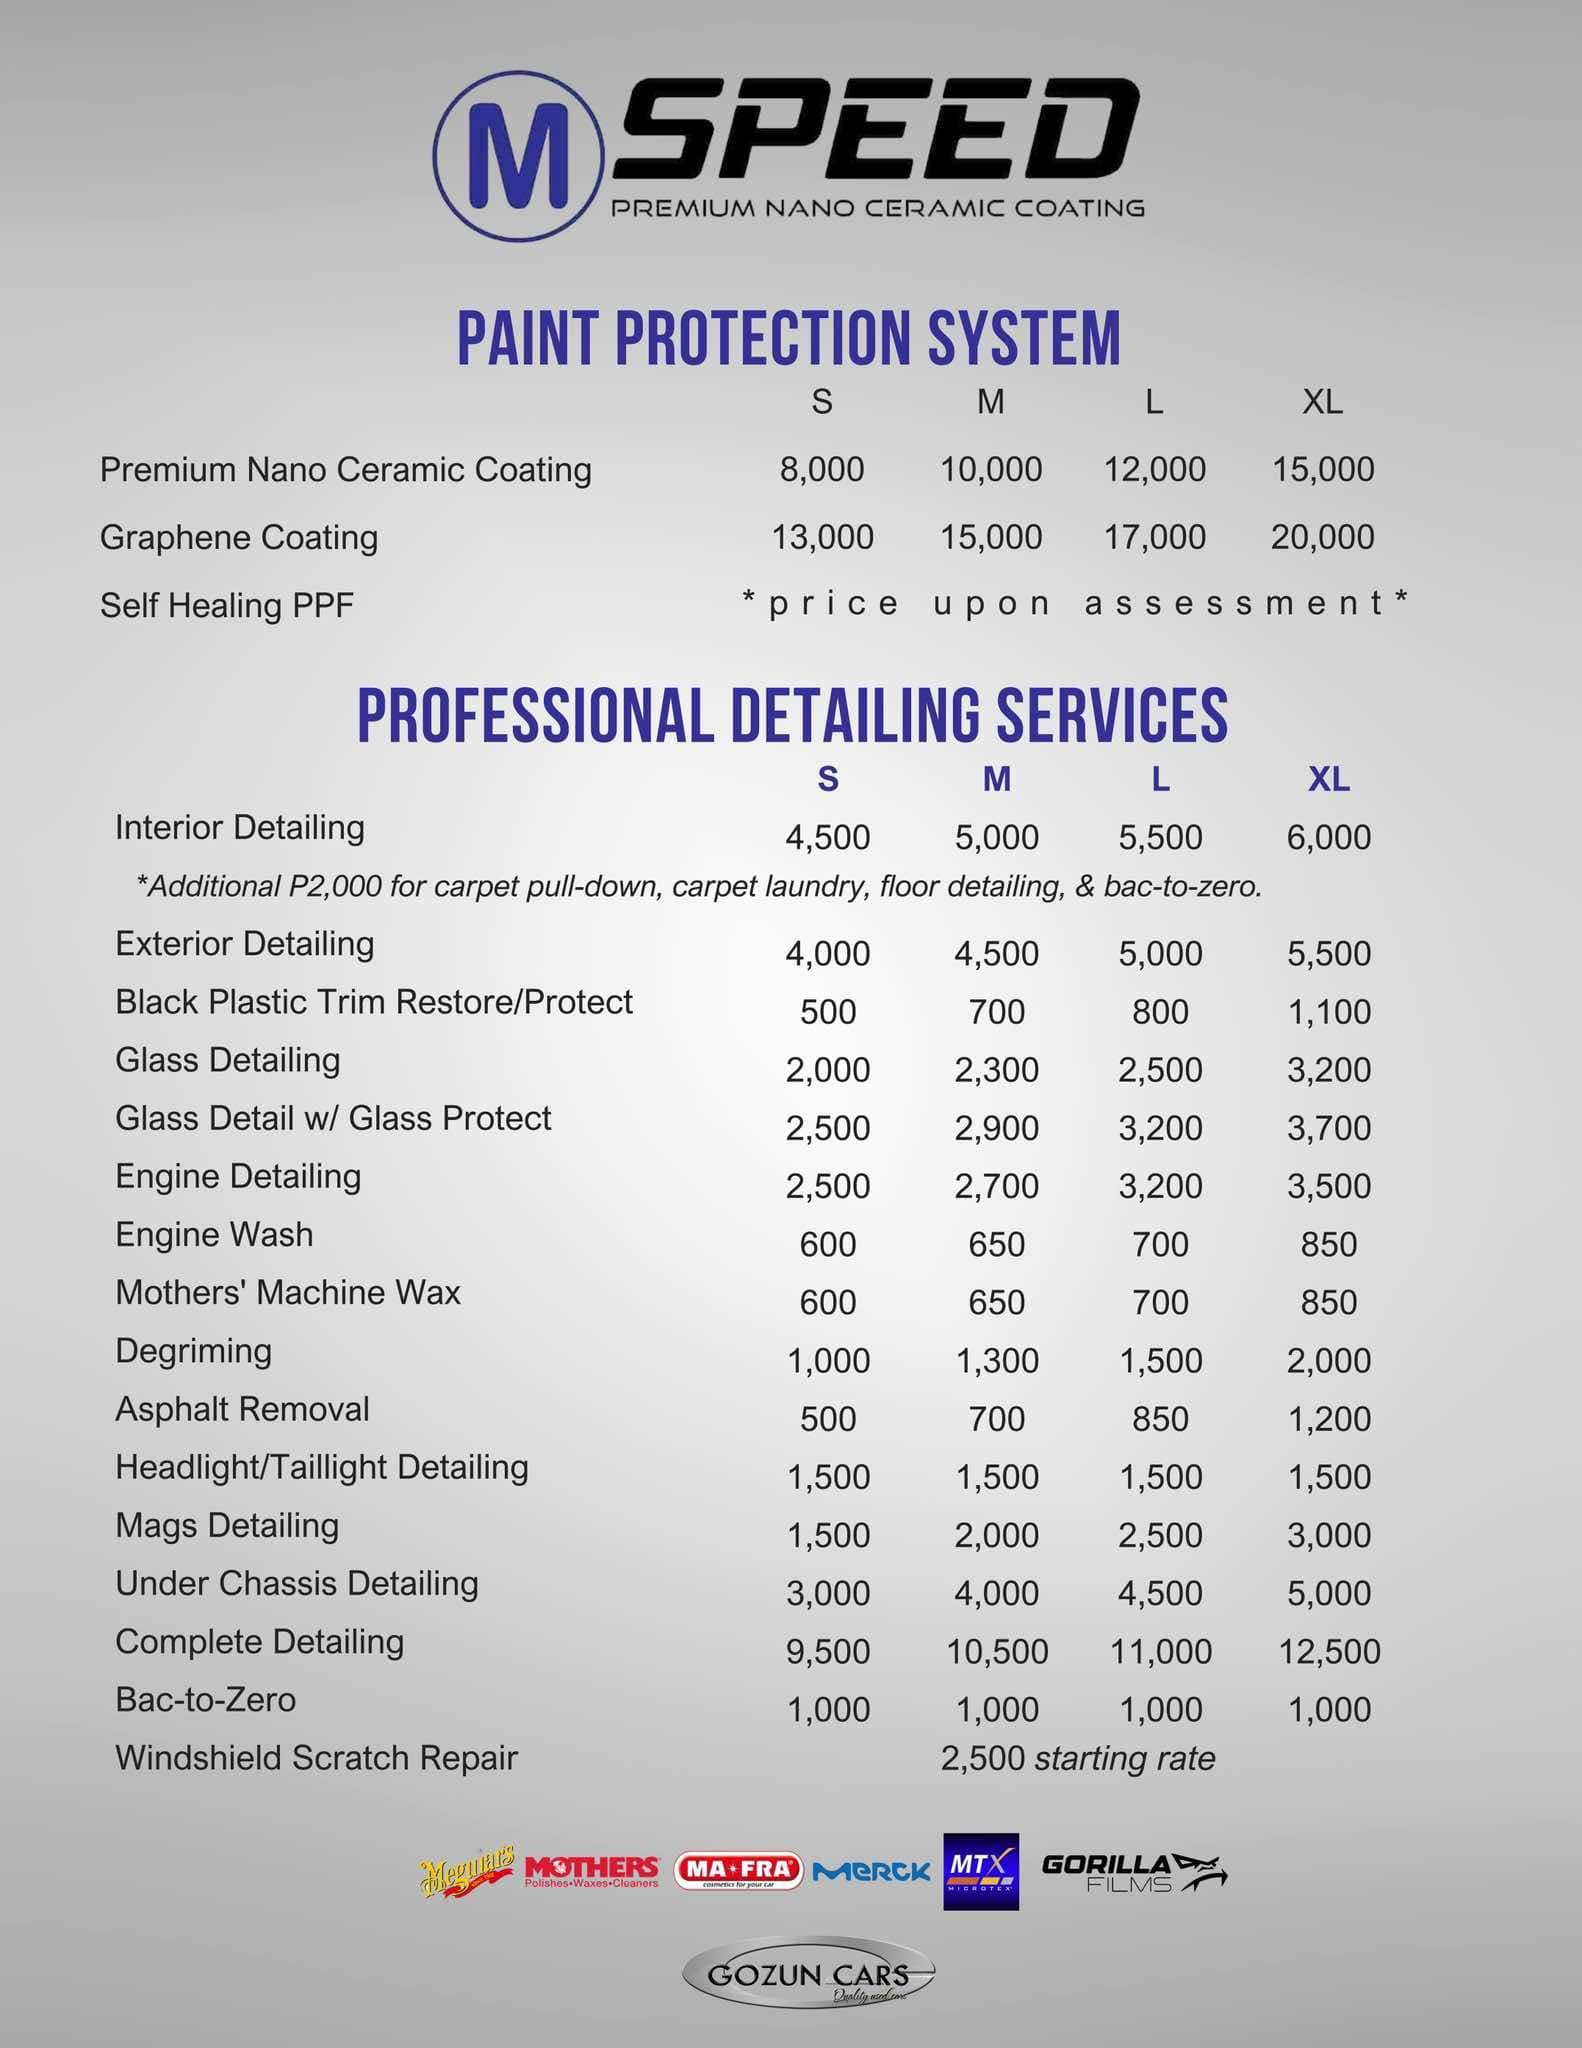 M SPEED
PREMIUM NANO CERAMIC COATING
PAINT PROTECTION SYSTEM
S M L XL
Premium Nano Ceramic Coating 8,000 10,000 12,000 15,000
Graphene Coating 13,000 15,000 17,000 20,000
Self Healing PPF *price upon assessment*
PROFESSIONAL DETAILING SERVICES
S M L XL
Interior Detailing 4,500 5,000 5,500 6,000
*Additional P2,000 for carpet pull-down, carpet laundry, floor detailing, & bac-to-zero.
Exterior Detailing 4,000 4,500 5,000 5,500
Black Plastic Trim Restore/Protect 500 700 800 1,100
Glass Detailing 2,000 2,300 2,500 3,200
Glass Detail w/ Glass Protect 2,500 2,900 3,200 3,700
Engine Detailing 2,500 2,700 3,200 3,500
Engine Wash 600 650 700 850
Mothers' Machine Wax 600 650 700 850
Degriming 1,000 1,300 1,500 2,000
Asphalt Removal 500 700 850 1,200
Headlight/Taillight Detailing 1,500 1,500 1,500 1,500
Mags Detailing 1,500 2,000 2,500 3,000
Under Chassis Detailing 3,000 4,000 4,500 5,000
Complete Detailing 9,500 10,500 11,000 12,500
Bac-to-Zero 1,000 1,000 1,000 1,000
Windshield Scratch Repair 2,500 starting rate
Meguiar's
MOTHERS
Polishes•Waxes•Cleaners
MA★FRA
cosmetics for your car
MERCK
MTX
MICROTEX
GORILLA
FILMS
GOZUN CARS
Quality used cars